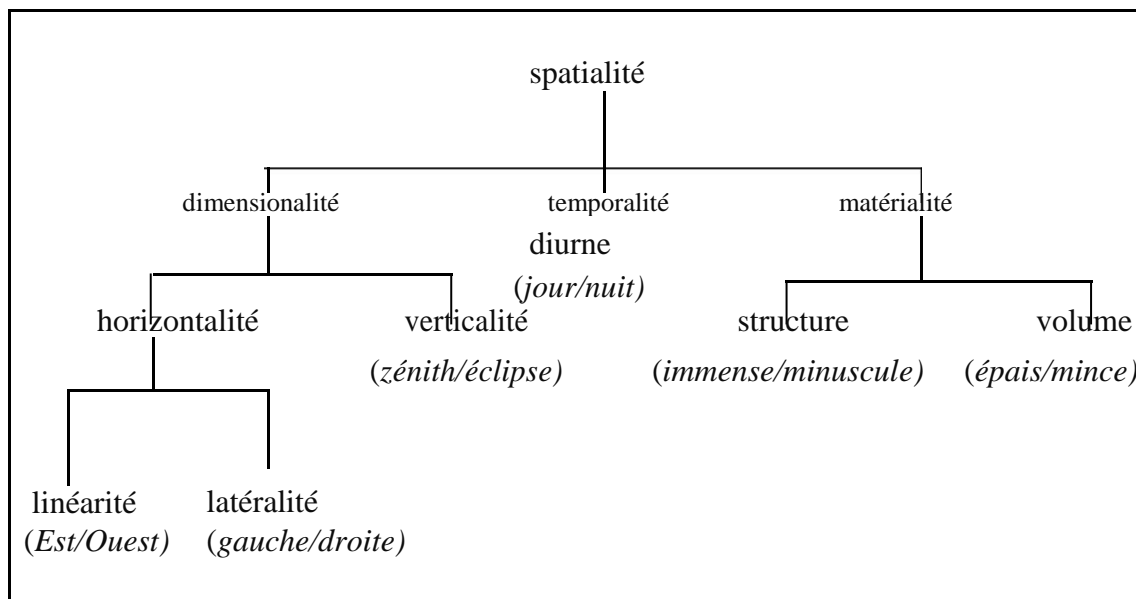 spatialité
dimensionalité temporalité matérialité
diurne
(jour/nuit)
horizontalité verticalité structure volume
(zénith/éclipse) (immense/minuscule) (épais/mince)
linéarité latéralité
(Est/Ouest) (gauche/droite)